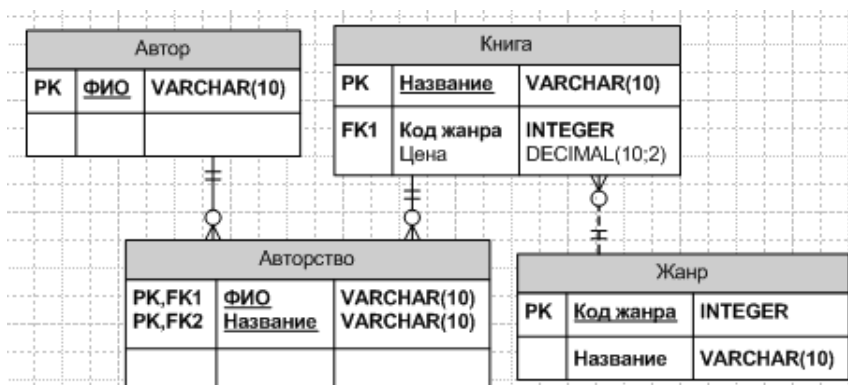 Автор
PK ФИО VARCHAR(10)
Книга
PK Название VARCHAR(10)
FK1 Код жанра INTEGER
Цена DECIMAL(10;2)
Авторство
PK,FK1 ФИО VARCHAR(10)
PK,FK2 Название VARCHAR(10)
Жанр
PK Код жанра INTEGER
Название VARCHAR(10)